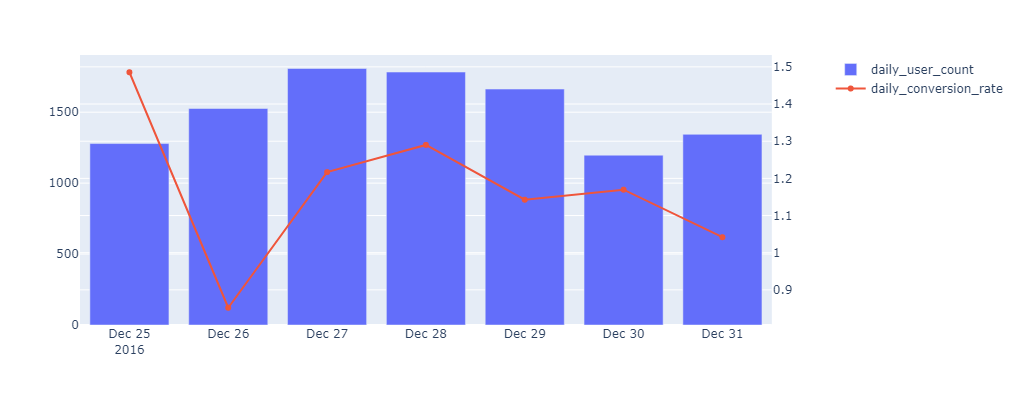 1500
1000
500
0
Dec 25
2016
Dec 26
Dec 27
Dec 28
Dec 29
Dec 30
Dec 31
1.5
1.4
1.3
1.2
1.1
1
0.9
daily_user_count
daily_conversion_rate